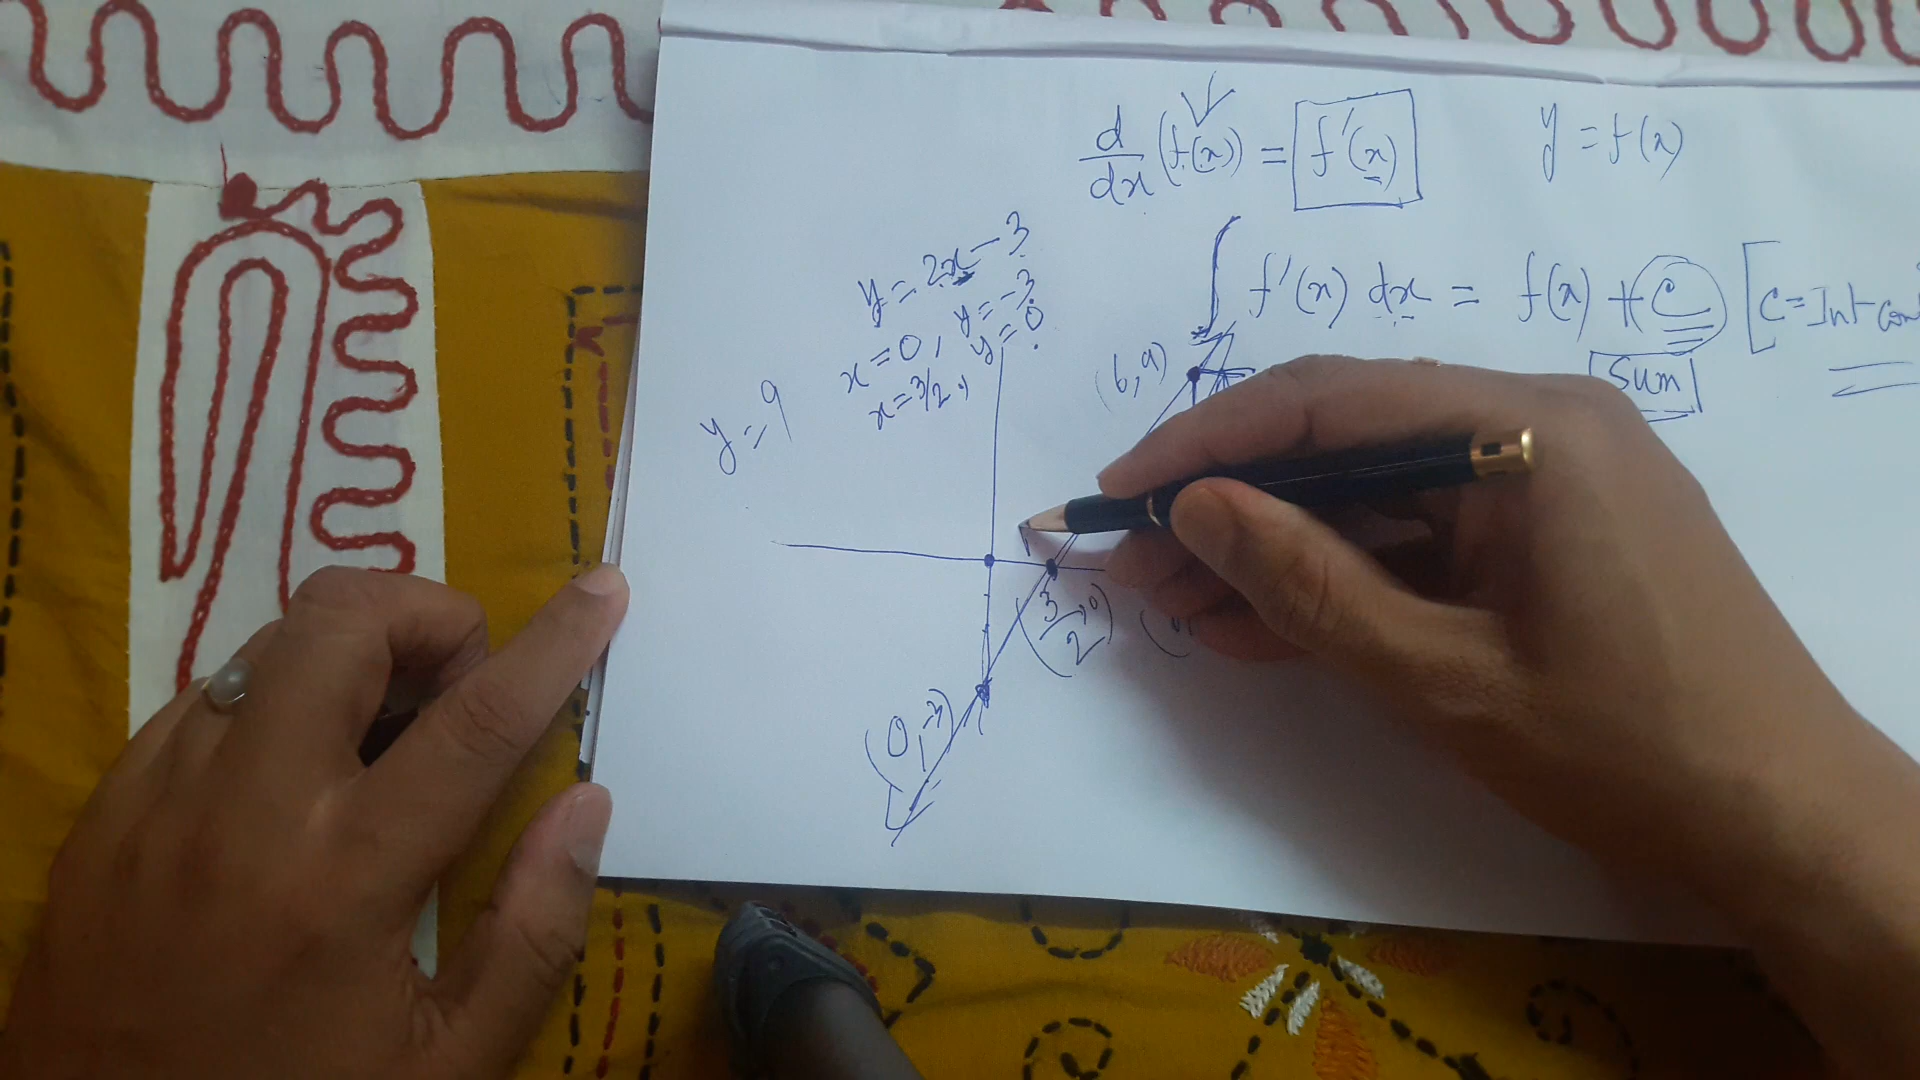 d/dx (f(x)) = f'(x)
y = f(x)
∫ f'(x) dx = f(x) + C [C = Int
Sum
y = 2x - 3
x = 0, y = -3
x = 3/2, y = 0
y = 9
(6,9)
(3/2, 0)
(0, -3)